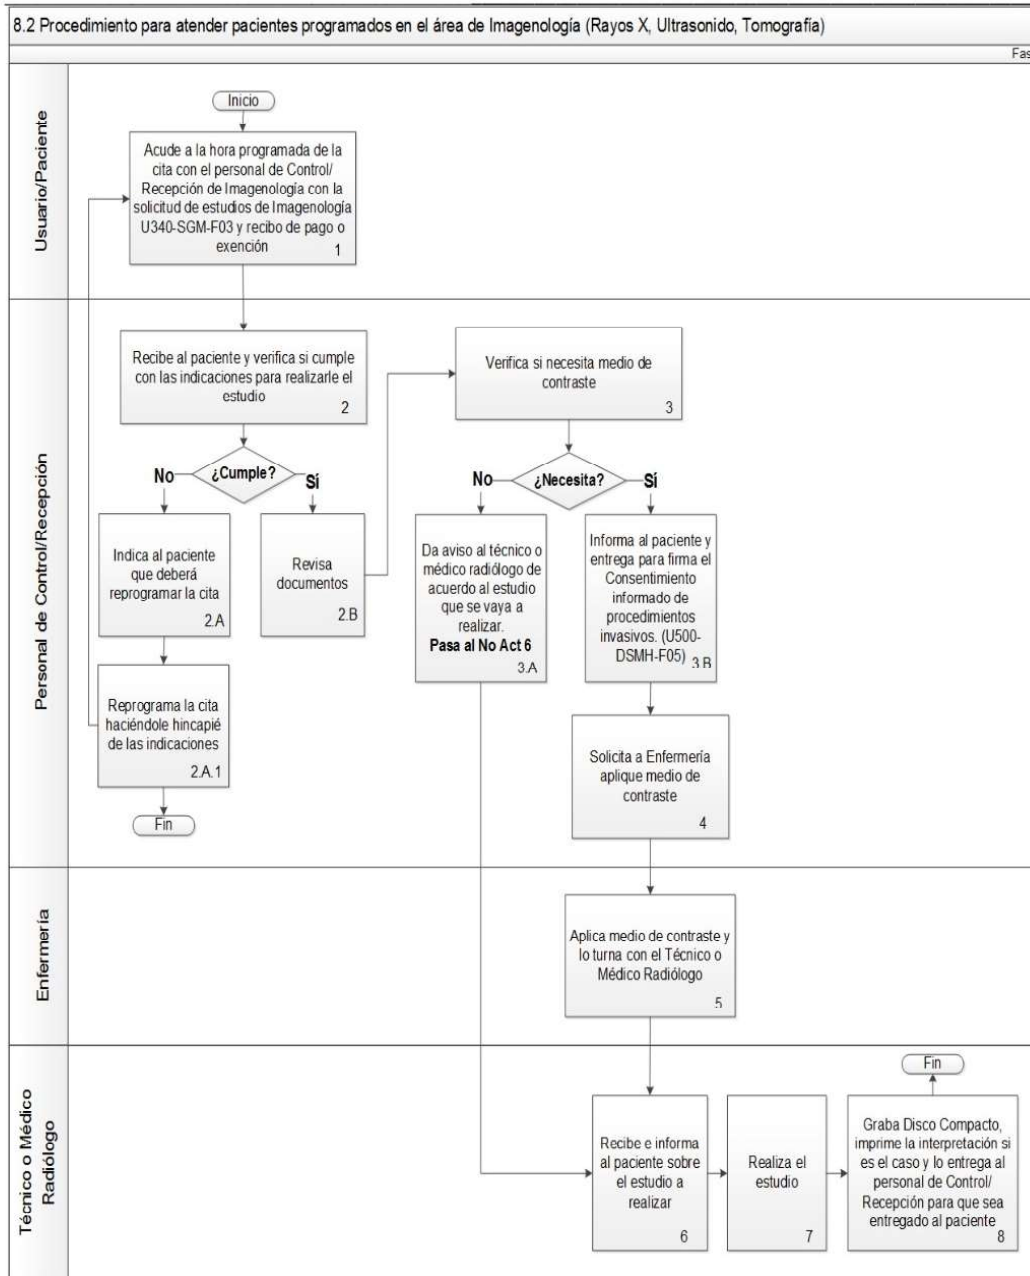 8.2 Procedimiento para atender pacientes programados en el área de Imagenología (Rayos X, Ultrasonido, Tomografía)
Fas
Usuario/Paciente
Inicio
Acude a la hora programada de la
cita con el personal de Control/
Recepción de Imagenología con la
solicitud de estudios de Imagenología
U340-SGM-F03 y recibo de pago o
exención
1
Personal de Control/Recepción
Recibe al paciente y verifica si cumple
con las indicaciones para realizarle el
estudio
2
¿Cumple?
No
Sí
Indica al paciente
que deberá
reprogramar la cita
2.A
Reprograma la cita
haciéndole hincapié
de las indicaciones
2.A.1
Fin
Revisa
documentos
2.B
Verifica si necesita medio de
contraste
3
¿Necesita?
No
Sí
Da aviso al técnico o
médico radiólogo de
acuerdo al estudio
que se vaya a
realizar.
Pasa al No Act 6
3.A
Informa al paciente y
entrega para firma el
Consentimiento
informado de
procedimientos
invasivos. (U500-
DSMH-F05)
3.B
Solicita a Enfermería
aplique medio de
contraste
4
Enfermería
Aplica medio de contraste y
lo turna con el Técnico o
Médico Radiólogo
5
Técnico o Médico
Radiólogo
Recibe e informa
al paciente sobre
el estudio a
realizar
6
Realiza el
estudio
7
Graba Disco Compacto,
imprime la interpretación si
es el caso y lo entrega al
personal de Control/
Recepción para que sea
entregado al paciente
8
Fin